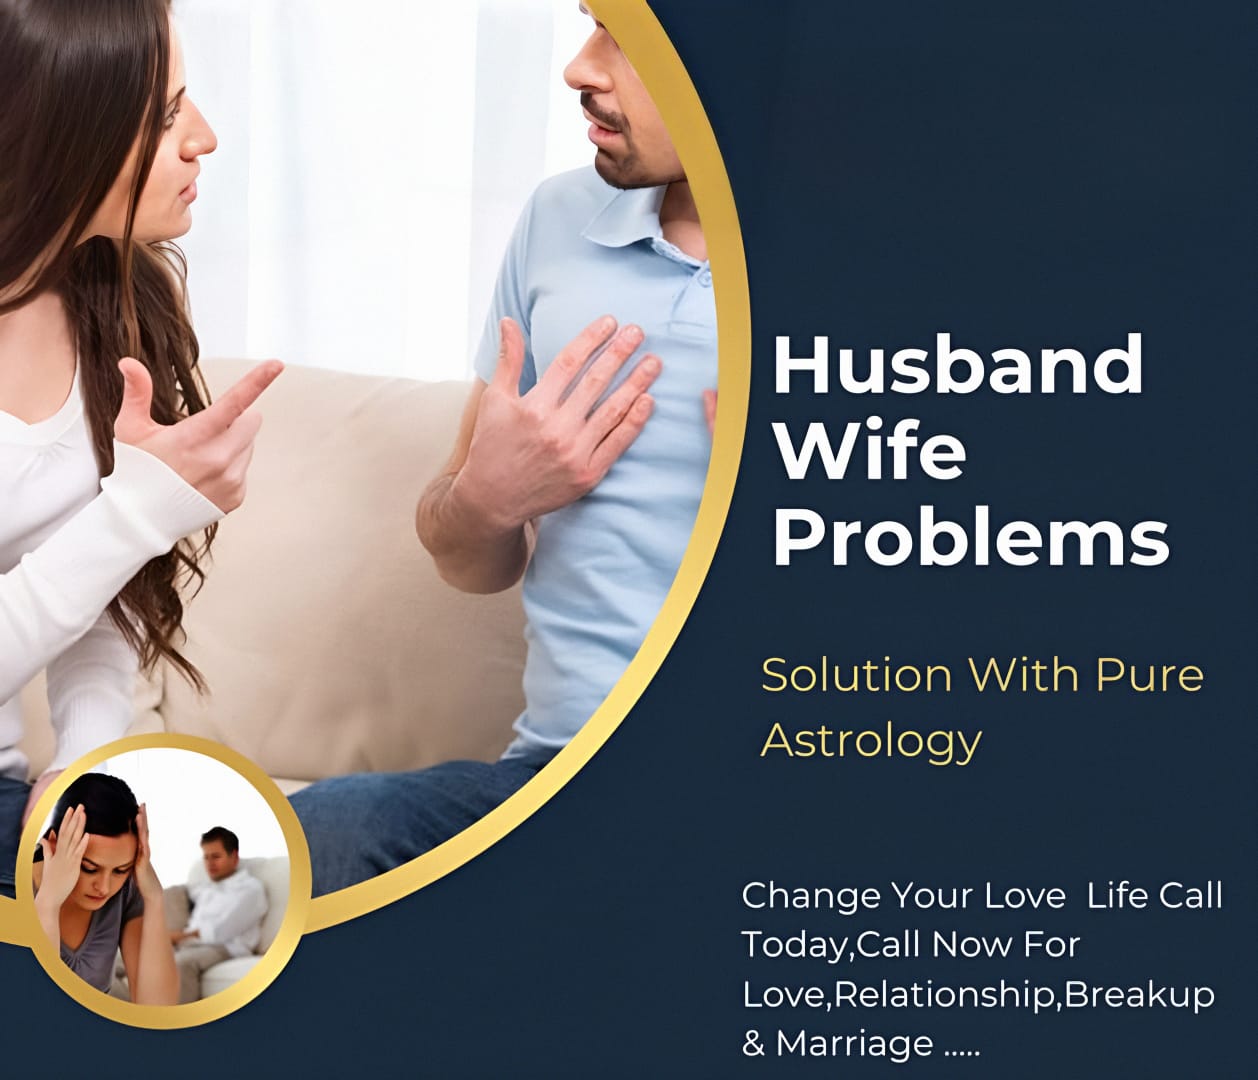 Husband
Wife
Problems
Solution With Pure
Astrology
Change Your Love  Life Call
Today,Call Now For
Love,Relationship,Breakup
& Marriage .....